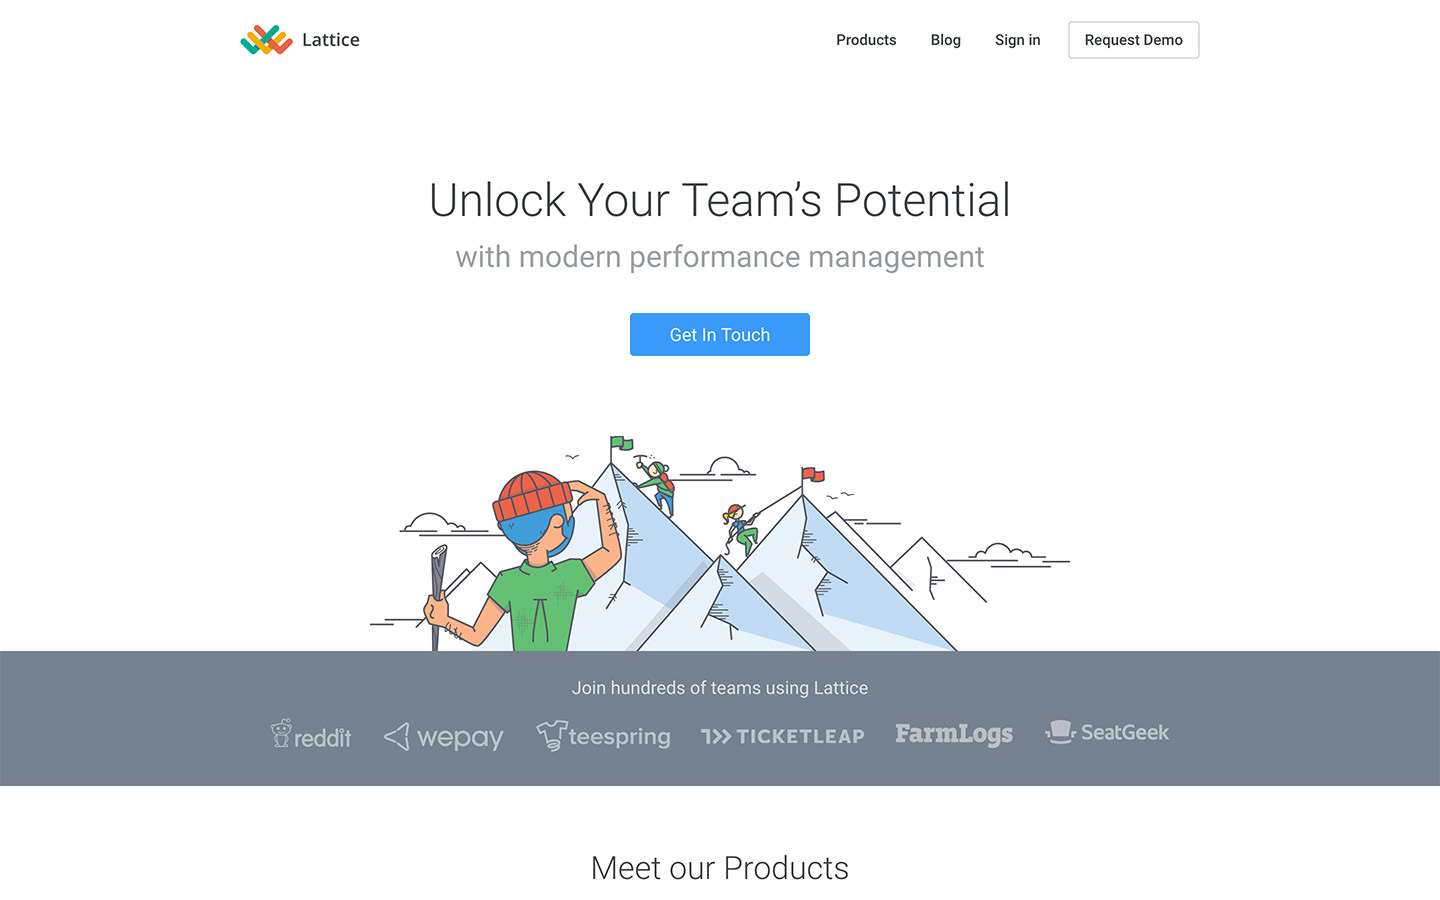 Lattice
Products
Blog
Sign in
Request Demo
Unlock Your Team’s Potential
with modern performance management
Get In Touch
Join hundreds of teams using Lattice
reddit
wepay
teespring
TICKETLEAP
FarmLogs
SeatGeek
Meet our Products